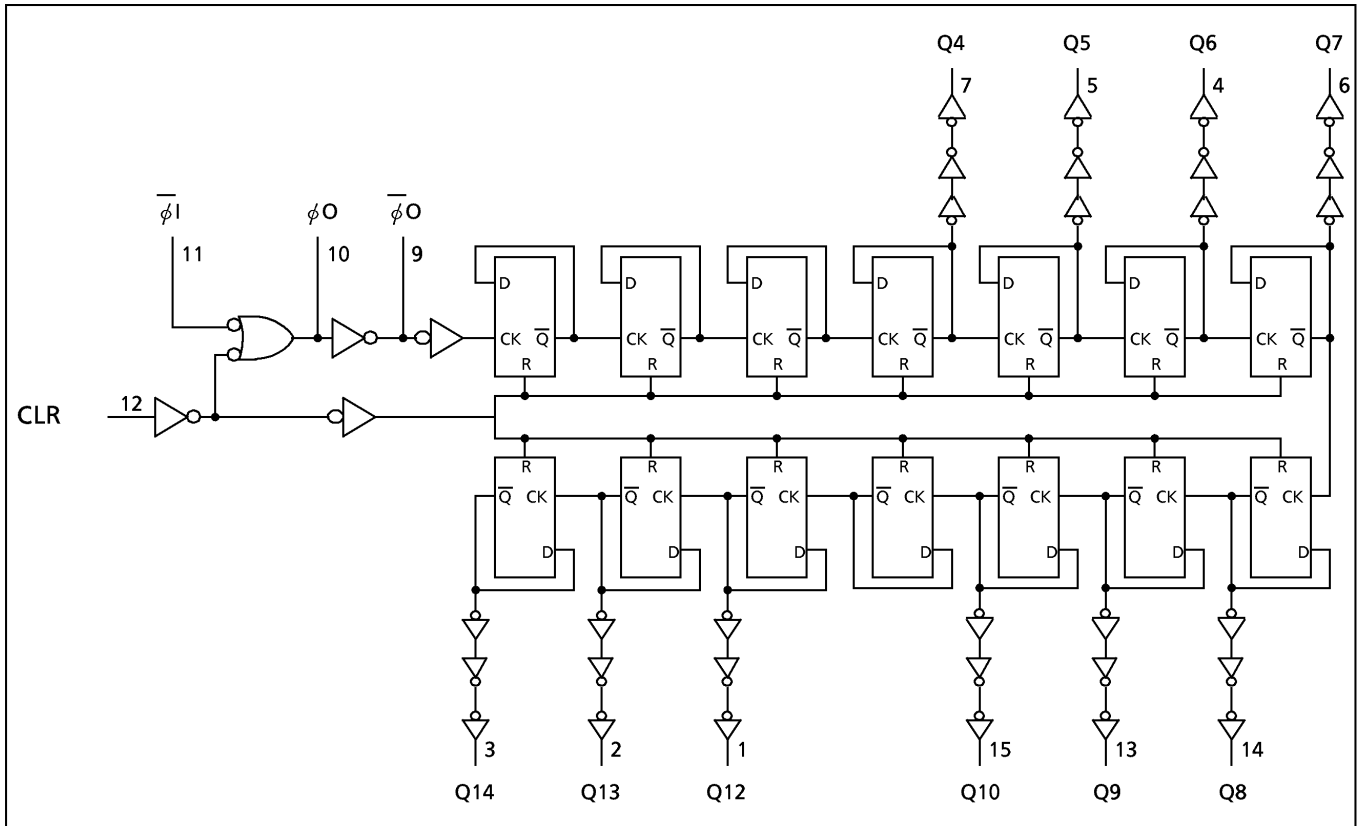 Q4 Q5 Q6 Q7
7 5 4 6
φ̅I φO φ̅O
11 10 9
D D D D D D D
CK Q̅ CK Q̅ CK Q̅ CK Q̅ CK Q̅ CK Q̅ CK Q̅
R R R R R R R
CLR 12
R R R R R R R
Q̅ CK Q̅ CK Q̅ CK Q̅ CK Q̅ CK Q̅ CK Q̅ CK
D D D D D D D
3 2 1 15 13 14
Q14 Q13 Q12 Q10 Q9 Q8